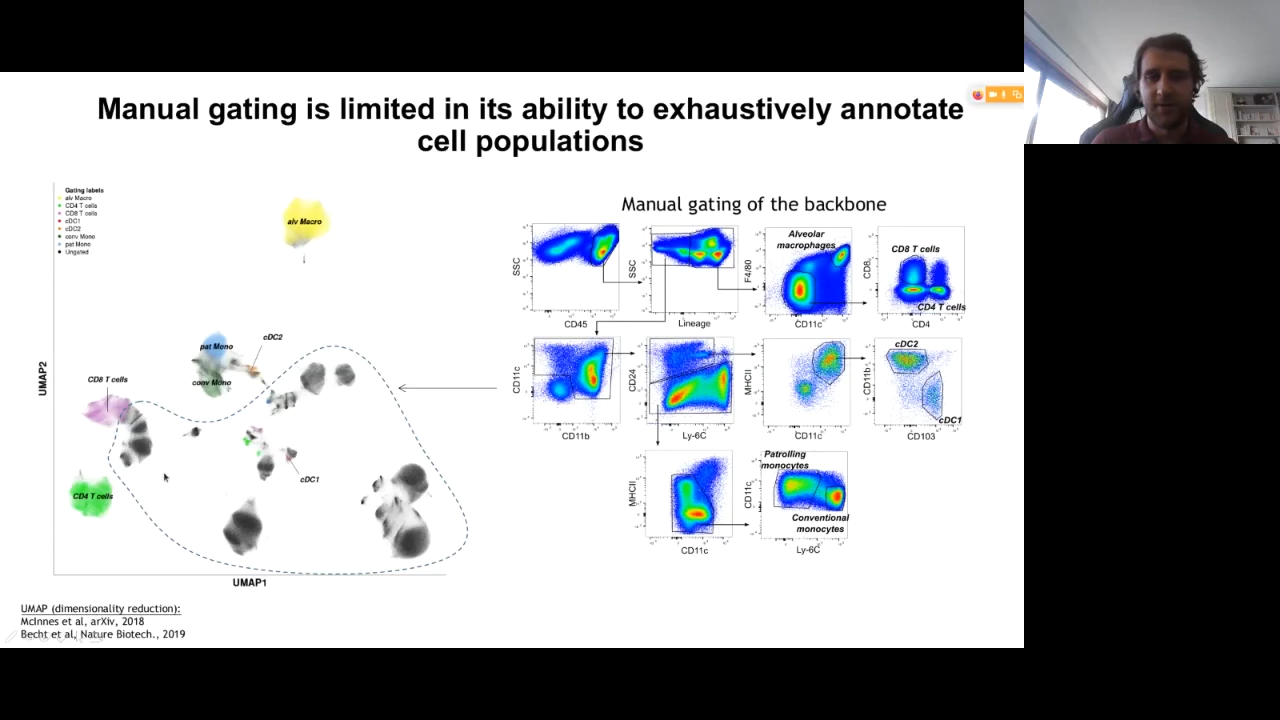 Manual gating is limited in its ability to exhaustively annotate
cell populations
Gating labels
alv Macro
CD4 T cells
CD8 T cells
cDC1
cDC2
conv Mono
pat Mono
Ungated
alv Macro
pat Mono
cDC2
conv Mono
CD8 T cells
cDC1
CD4 T cells
UMAP2
UMAP1
Manual gating of the backbone
SSC
CD45
SSC
Lineage
Alveolar
macrophages
F4/80
CD11c
CD8 T cells
CD8
CD4 T cells
CD4
CD11c
CD11b
CD24
Ly-6C
MHCII
CD11c
cDC2
CD11b
cDC1
CD103
MHCII
CD11c
Patrolling
monocytes
CD11c
Conventional
monocytes
Ly-6C
UMAP (dimensionality reduction):
McInnes et al, arXiv, 2018
Becht et al, Nature Biotech., 2019